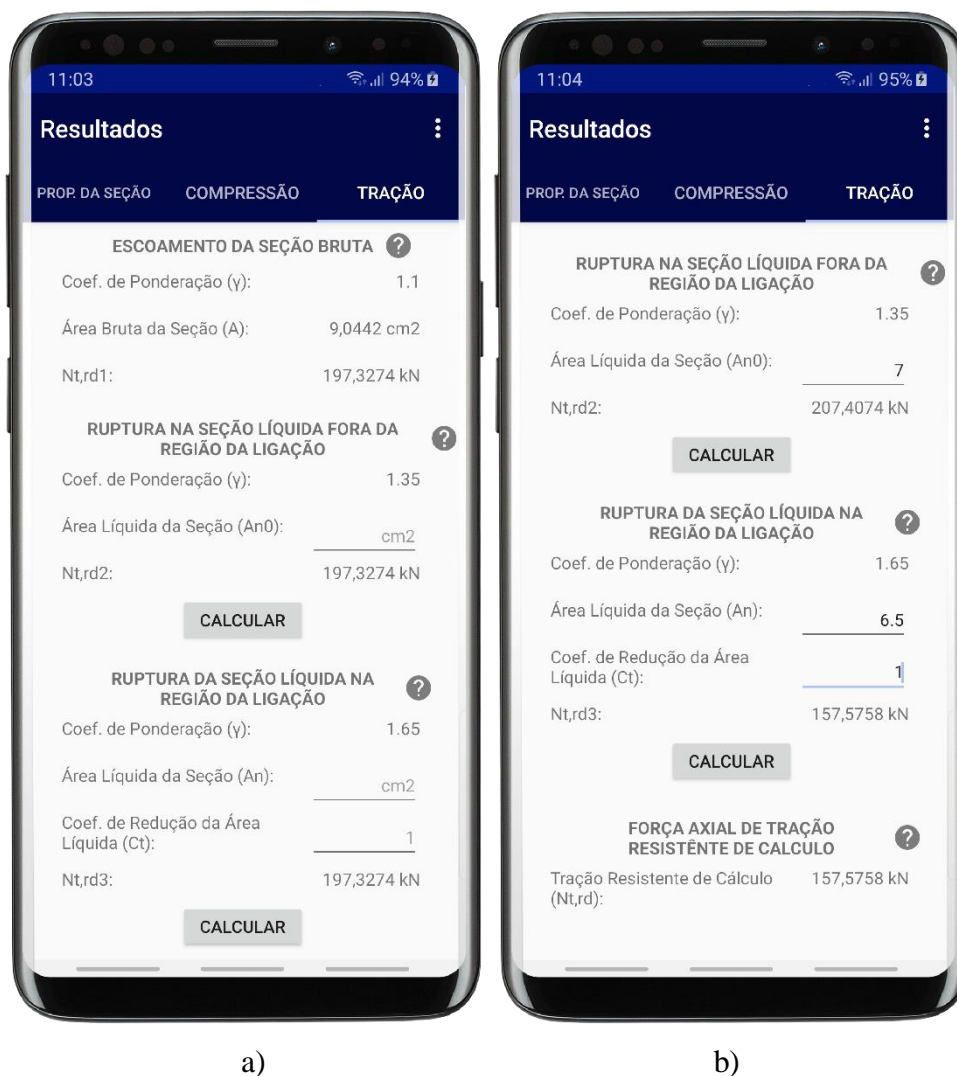 11:03
94%
Resultados
PROP. DA SEÇÃO COMPRESSÃO TRAÇÃO
ESCOAMENTO DA SEÇÃO BRUTA ?
Coef. de Ponderação (γ): 1.1
Área Bruta da Seção (A): 9,0442 cm2
Nt,rd1: 197,3274 kN
RUPTURA NA SEÇÃO LÍQUIDA FORA DA
REGIÃO DA LIGAÇÃO ?
Coef. de Ponderação (γ): 1.35
Área Líquida da Seção (An0): cm2
Nt,rd2: 197,3274 kN
CALCULAR
RUPTURA DA SEÇÃO LÍQUIDA NA
REGIÃO DA LIGAÇÃO ?
Coef. de Ponderação (γ): 1.65
Área Líquida da Seção (An): cm2
Coef. de Redução da Área
Líquida (Ct): 1
Nt,rd3: 197,3274 kN
CALCULAR
a)
11:04
95%
Resultados
PROP. DA SEÇÃO COMPRESSÃO TRAÇÃO
RUPTURA NA SEÇÃO LÍQUIDA FORA DA
REGIÃO DA LIGAÇÃO ?
Coef. de Ponderação (γ): 1.35
Área Líquida da Seção (An0): 7
Nt,rd2: 207,4074 kN
CALCULAR
RUPTURA DA SEÇÃO LÍQUIDA NA
REGIÃO DA LIGAÇÃO ?
Coef. de Ponderação (γ): 1.65
Área Líquida da Seção (An): 6.5
Coef. de Redução da Área
Líquida (Ct): 1
Nt,rd3: 157,5758 kN
CALCULAR
FORÇA AXIAL DE TRAÇÃO
RESISTÊNTE DE CALCULO ?
Tração Resistente de Cálculo 157,5758 kN
(Nt,rd):
b)